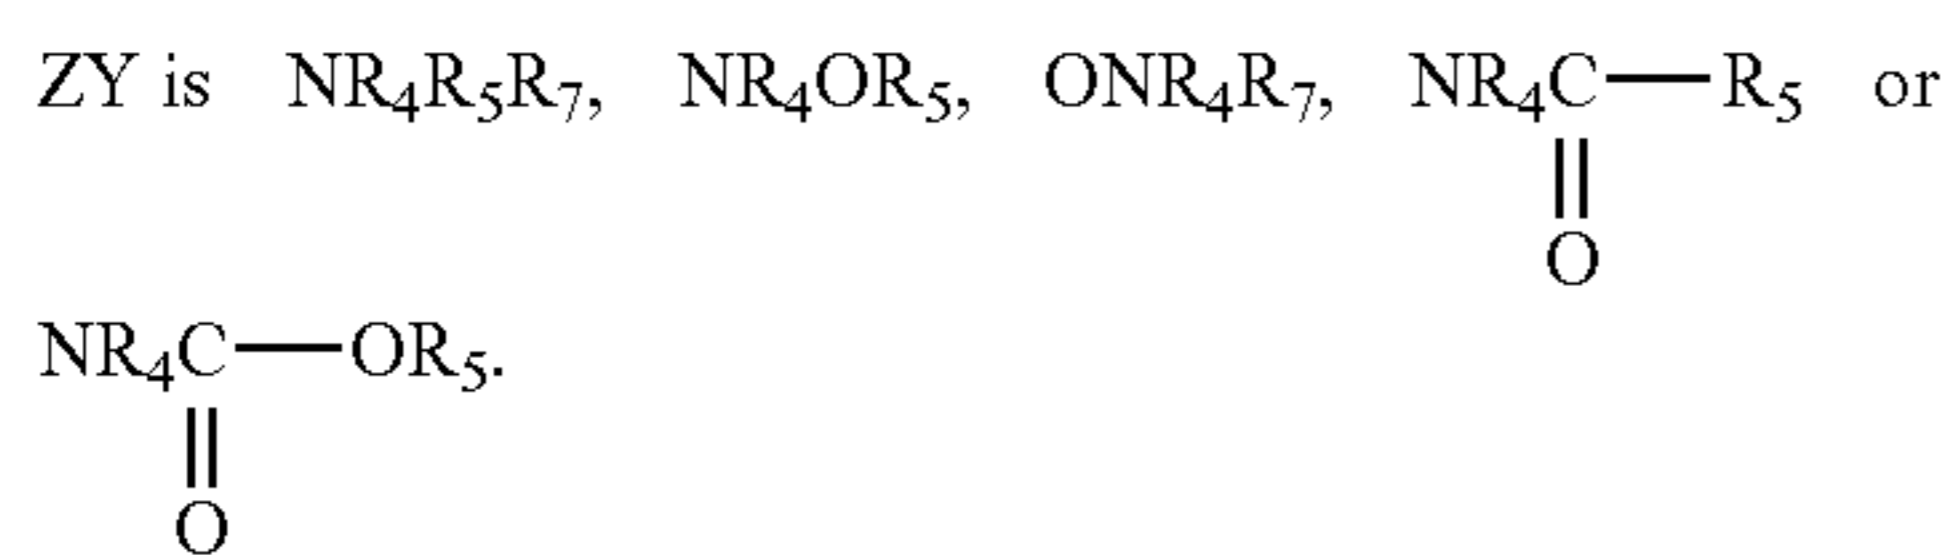 ZY is NR₄R₅R₇, NR₄OR₅, ONR₄R₇, NR₄C—R₅ or
O
NR₄C—OR₅.
O